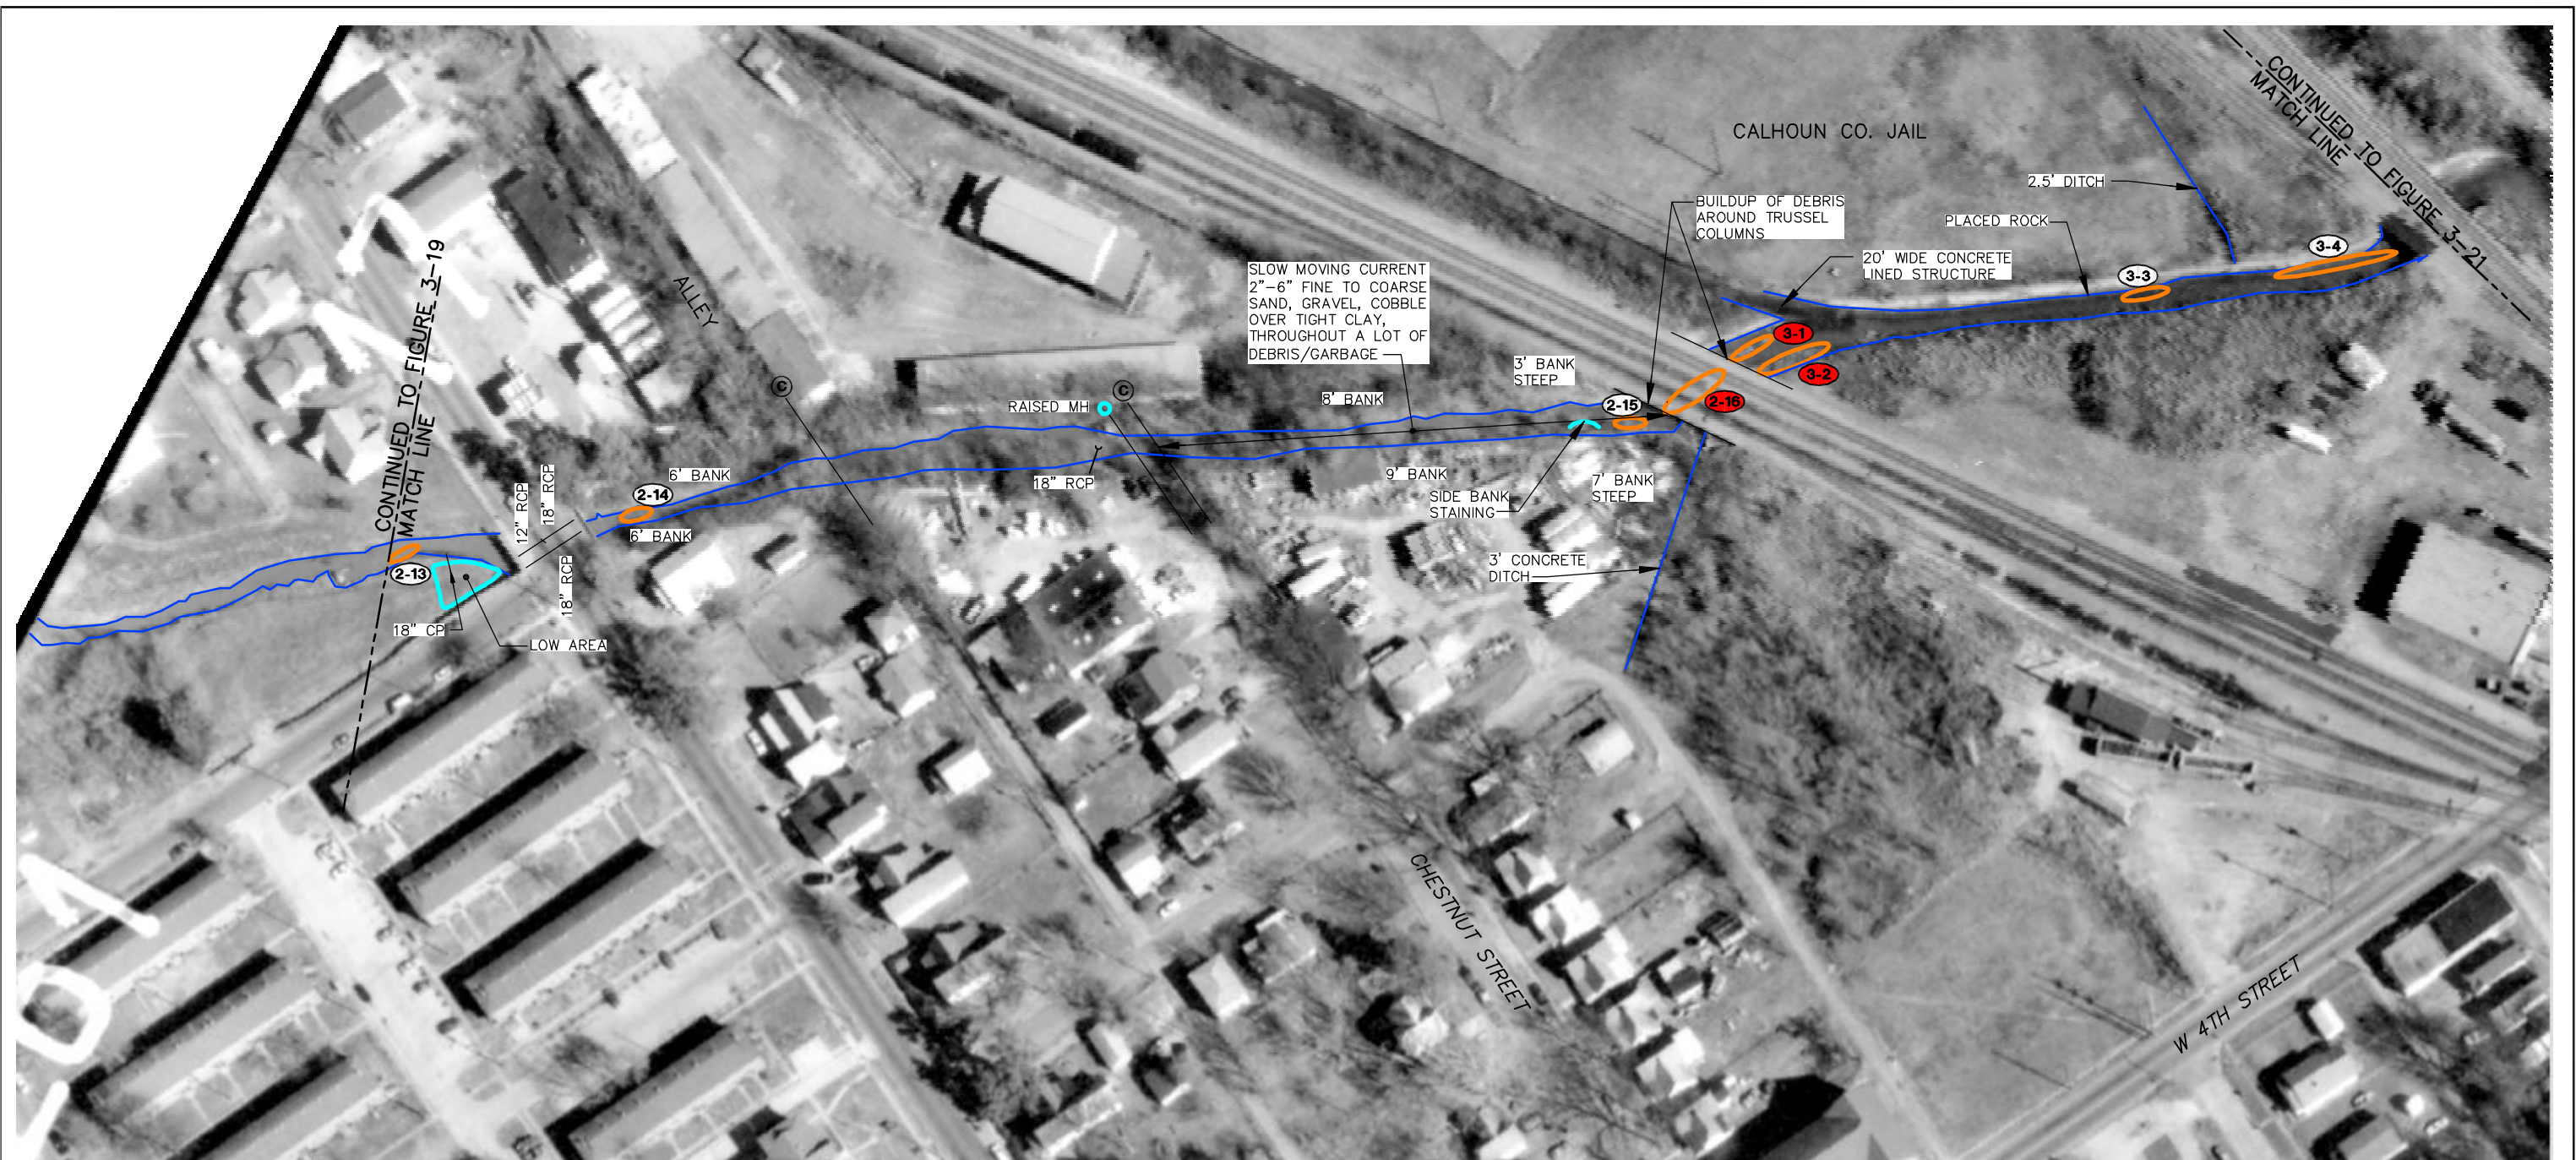 CONTINUED TO FIGURE 3-19
MATCH LINE
ALLEY
C
C
RAISED MH
18" RCP
6' BANK
2-14
6' BANK
12" RCP
18" RCP
18" RCP
2-13
18" CP
LOW AREA
SLOW MOVING CURRENT
2"-6" FINE TO COARSE
SAND, GRAVEL, COBBLE
OVER TIGHT CLAY,
THROUGHOUT A LOT OF
DEBRIS/GARBAGE
8' BANK
9' BANK
3' BANK
STEEP
2-15
SIDE BANK
STAINING
7' BANK
STEEP
3' CONCRETE
DITCH
BUILDUP OF DEBRIS
AROUND TRUSSEL
COLUMNS
20' WIDE CONCRETE
LINED STRUCTURE
3-1
3-2
2-16
CALHOUN CO. JAIL
PLACED ROCK
2.5' DITCH
3-3
3-4
CONTINUED TO FIGURE 3-21
MATCH LINE
CHESTNUT STREET
W 4TH STREET